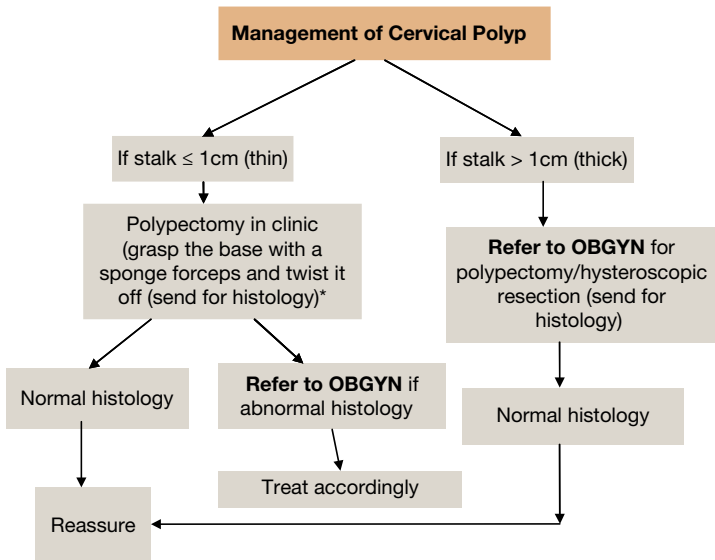 Management of Cervical Polyp
If stalk ≤ 1cm (thin)
If stalk > 1cm (thick)
Polypectomy in clinic
(grasp the base with a
sponge forceps and twist it
off (send for histology)*
Refer to OBGYN for
polypectomy/hysteroscopic
resection (send for
histology)
Normal histology
Refer to OBGYN if
abnormal histology
Normal histology
Treat accordingly
Reassure